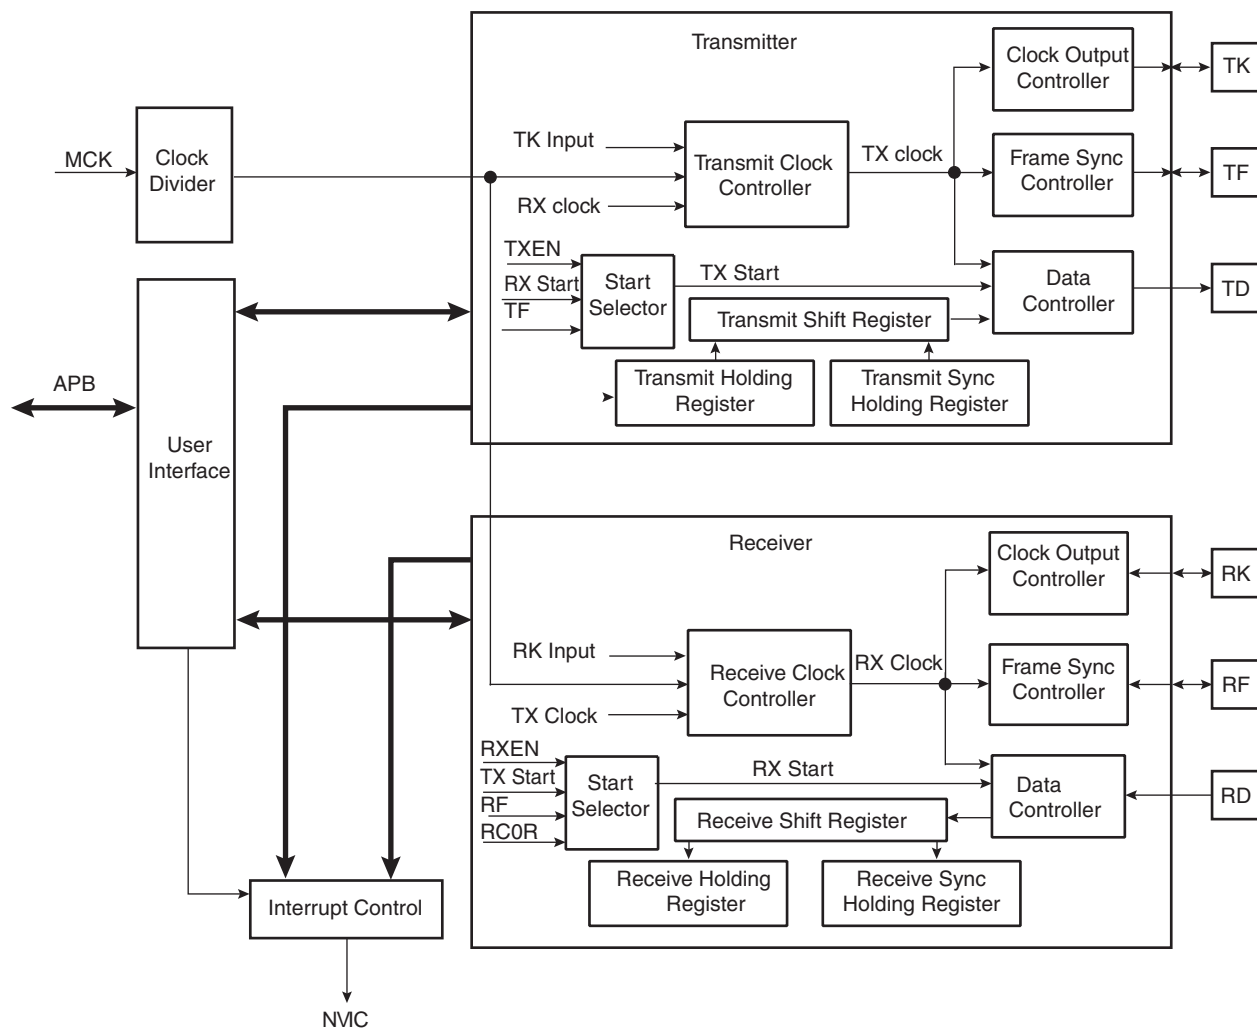 Transmitter
Clock Output
Controller
TK
MCK
Clock
Divider
TK Input
Transmit Clock
Controller
TX clock
Frame Sync
Controller
TF
RX clock
TXEN
RX Start
TF
Start
Selector
TX Start
Data
Controller
TD
Transmit Shift Register
Transmit Holding
Register
Transmit Sync
Holding Register
APB
User
Interface
Receiver
Clock Output
Controller
RK
RK Input
Receive Clock
Controller
RX Clock
Frame Sync
Controller
RF
TX Clock
RXEN
TX Start
RF
RC0R
Start
Selector
RX Start
Data
Controller
RD
Receive Shift Register
Receive Holding
Register
Receive Sync
Holding Register
Interrupt Control
NVIC